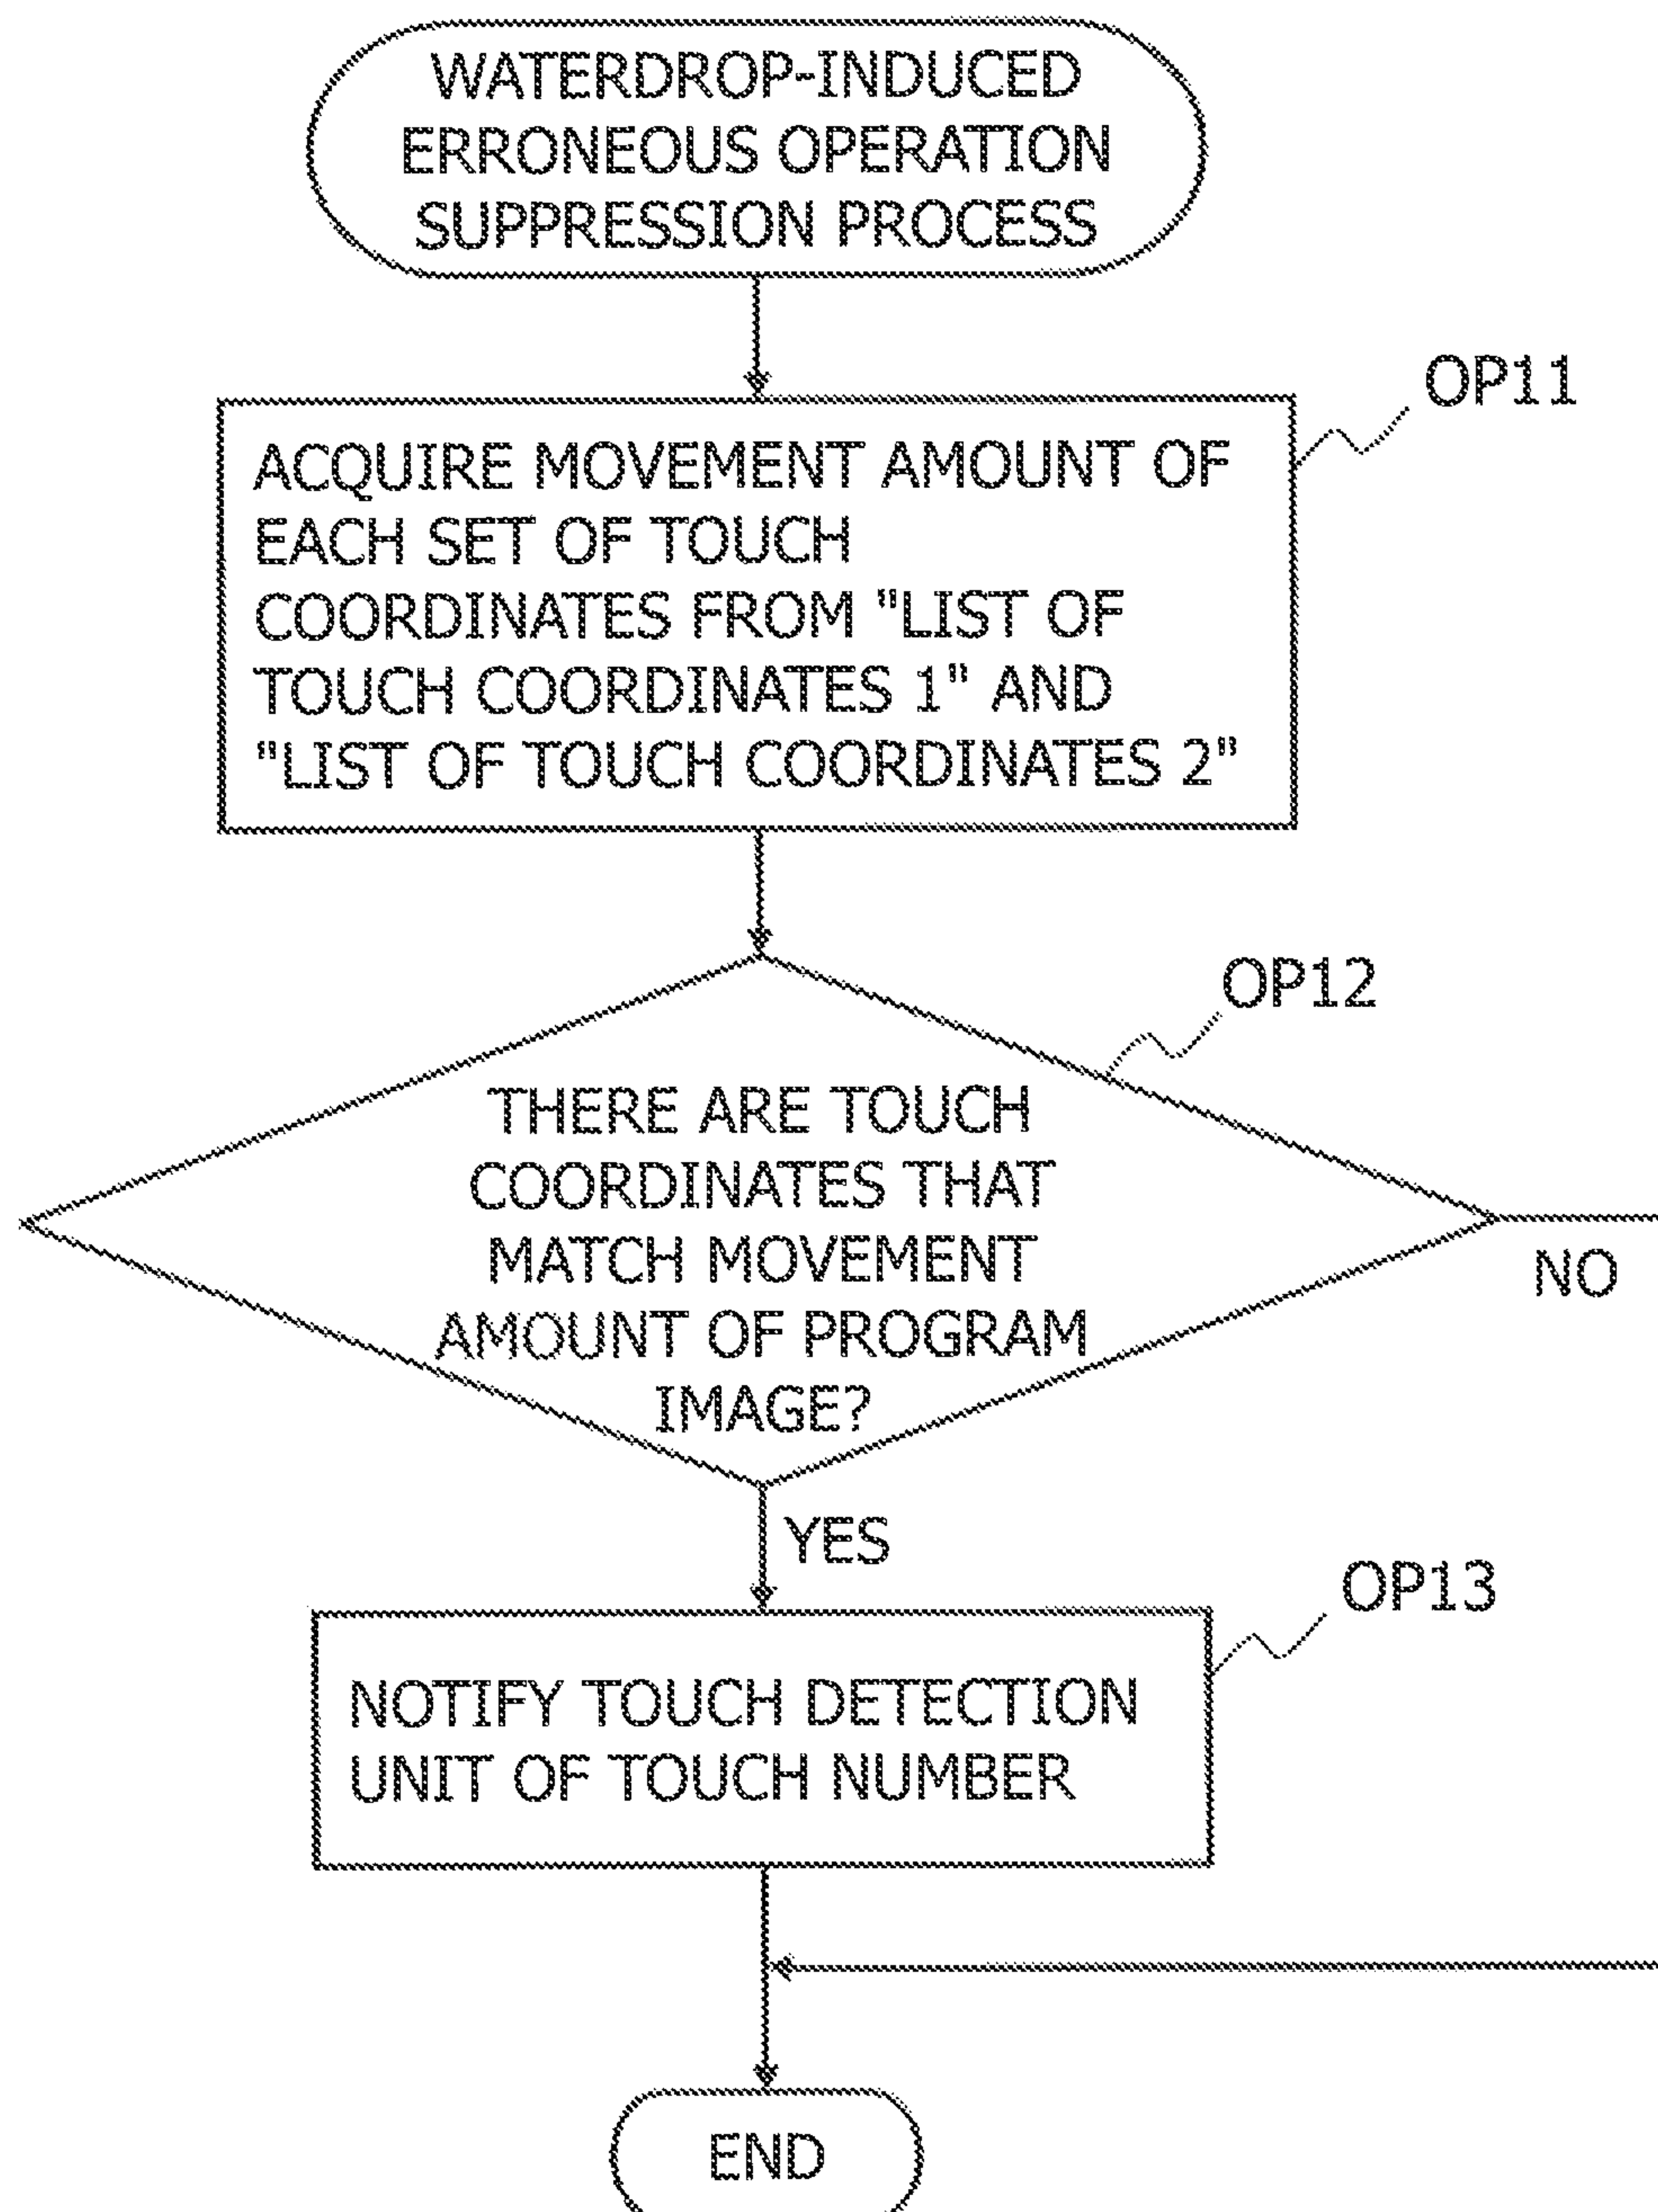 WATERDROP-INDUCED
ERRONEOUS OPERATION
SUPPRESSION PROCESS
OP11
ACQUIRE MOVEMENT AMOUNT OF
EACH SET OF TOUCH
COORDINATES FROM "LIST OF
TOUCH COORDINATES 1" AND
"LIST OF TOUCH COORDINATES 2"
OP12
THERE ARE TOUCH
COORDINATES THAT
MATCH MOVEMENT
AMOUNT OF PROGRAM
IMAGE?
NO
YES
OP13
NOTIFY TOUCH DETECTION
UNIT OF TOUCH NUMBER
END